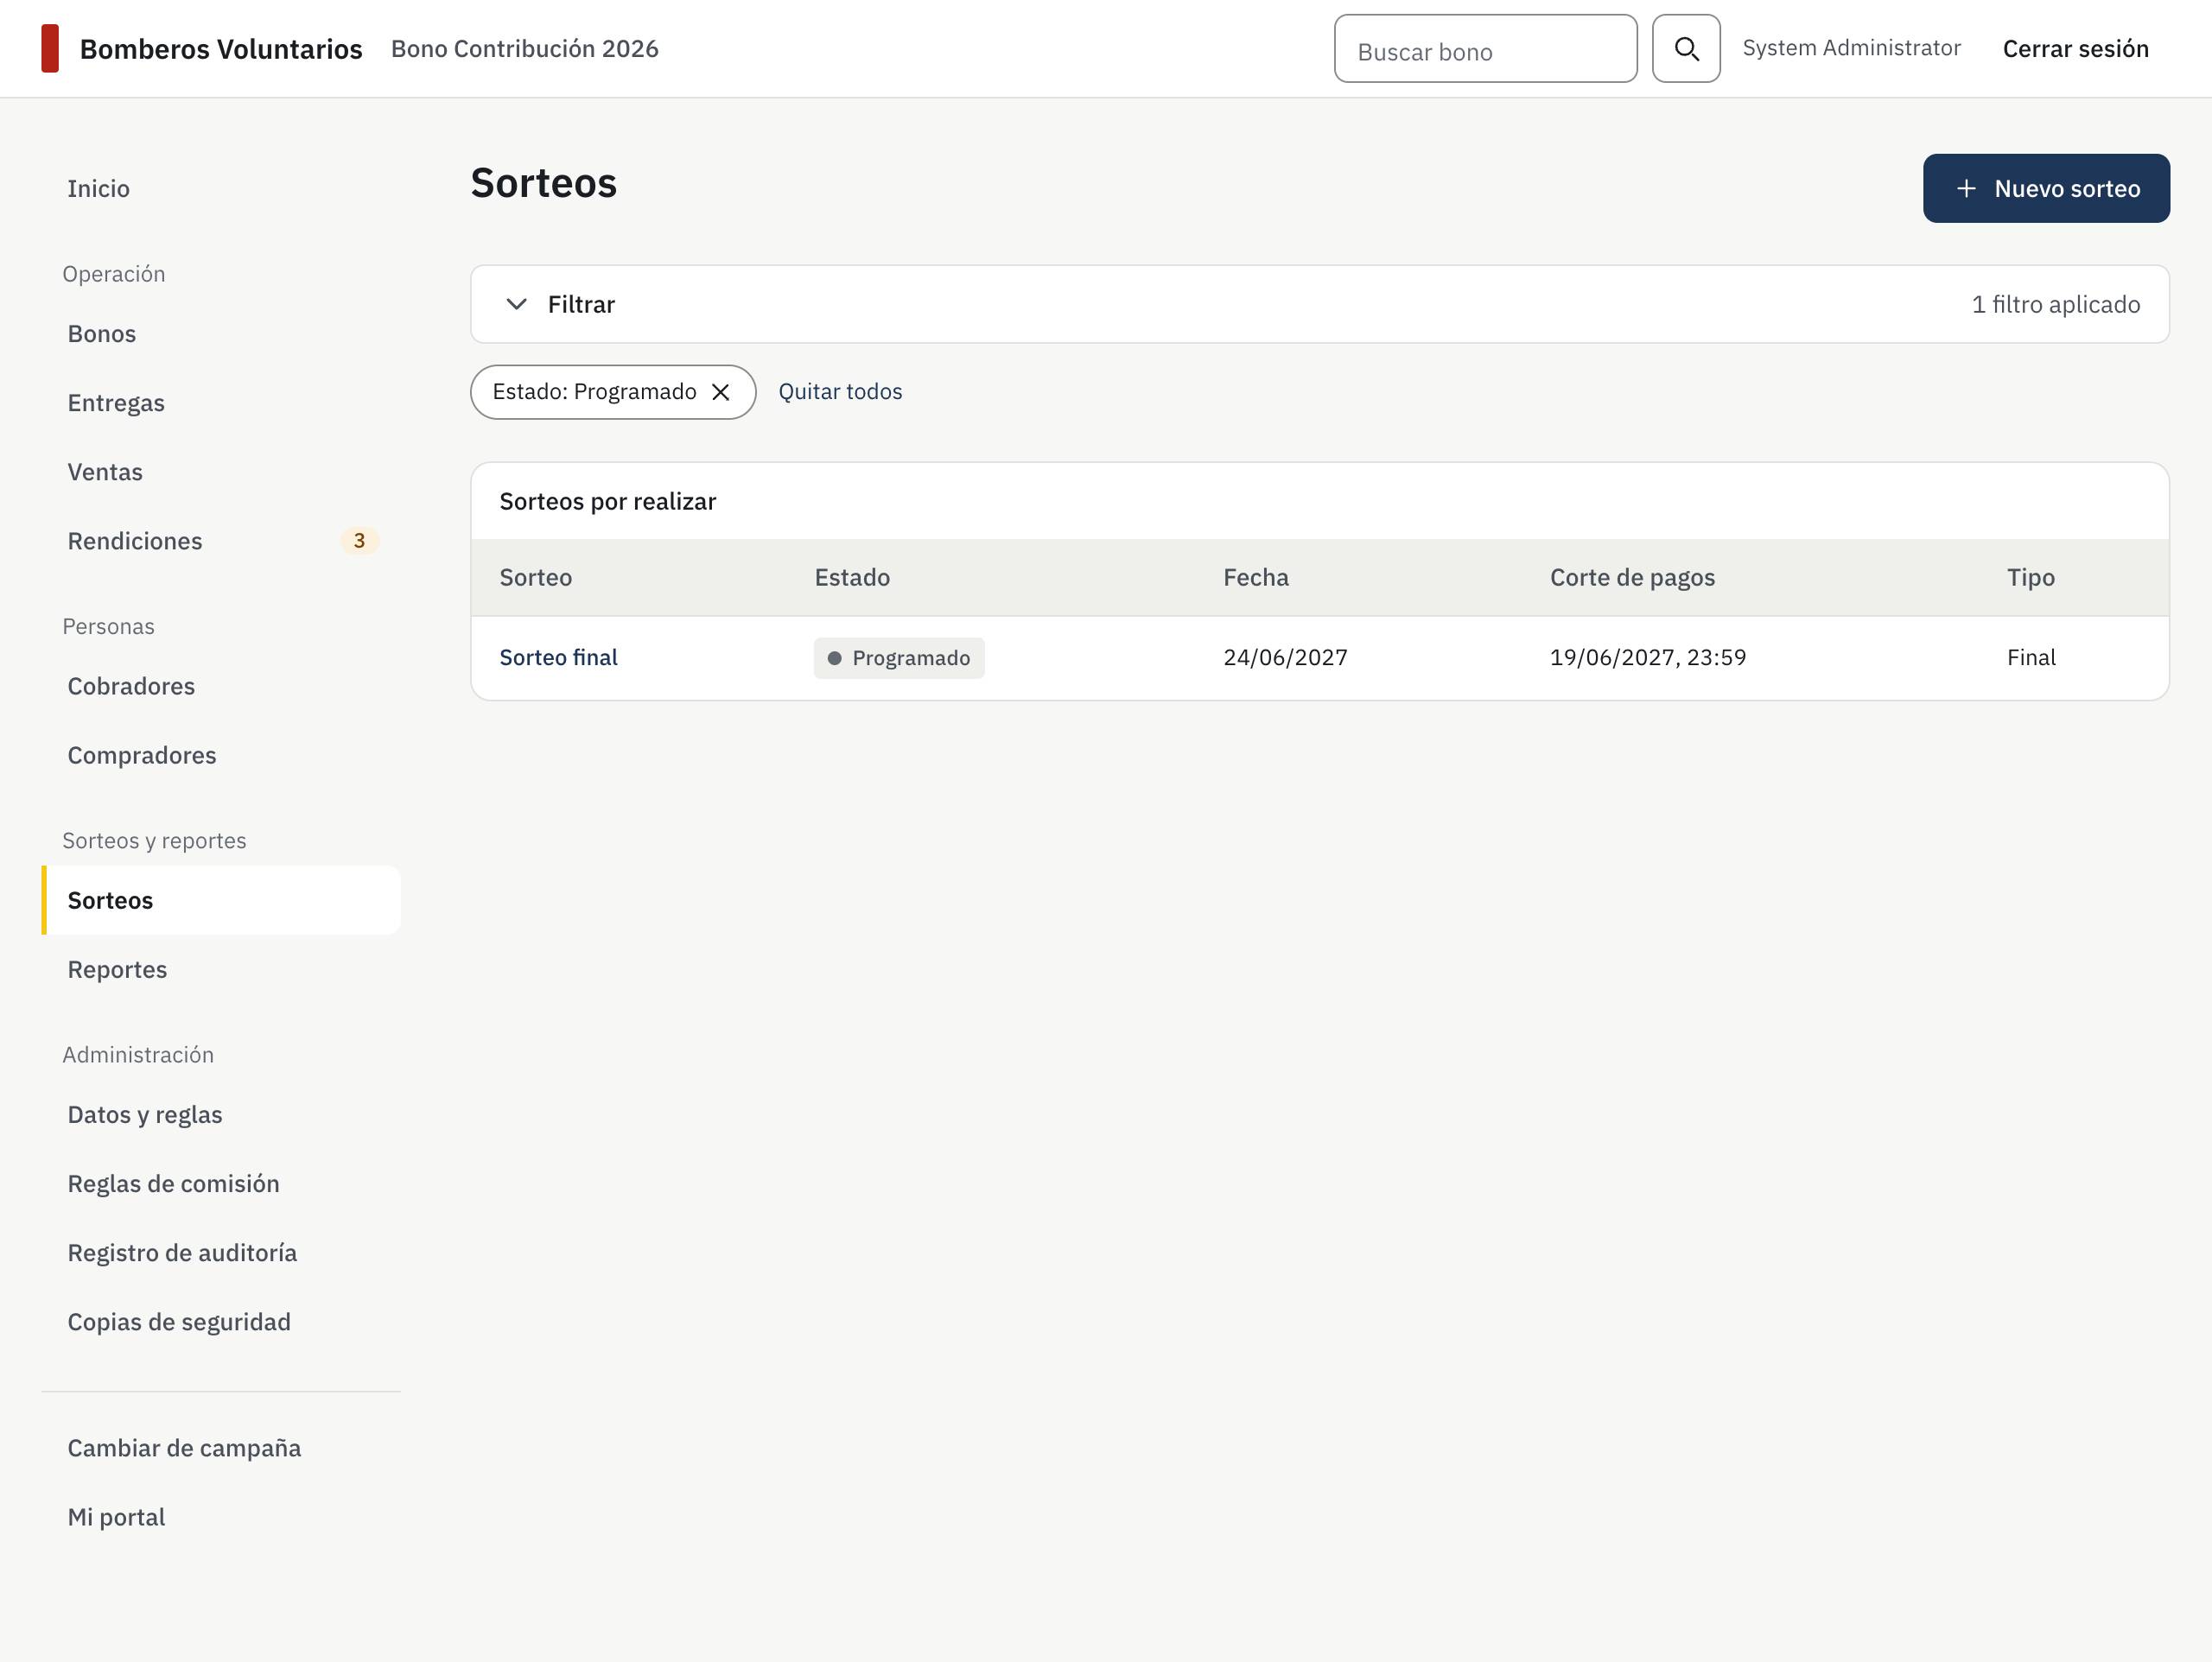 Bomberos Voluntarios Bono Contribución 2026 Buscar bono System Administrator Cerrar sesión
Inicio
Operación
Bonos
Entregas
Ventas
Rendiciones 3
Personas
Cobradores
Compradores
Sorteos y reportes
Sorteos
Reportes
Administración
Datos y reglas
Reglas de comisión
Registro de auditoría
Copias de seguridad
Cambiar de campaña
Mi portal
Sorteos
+ Nuevo sorteo
Filtrar 1 filtro aplicado
Estado: Programado Quitar todos
Sorteos por realizar
Sorteo Estado Fecha Corte de pagos Tipo
Sorteo final Programado 24/06/2027 19/06/2027, 23:59 Final